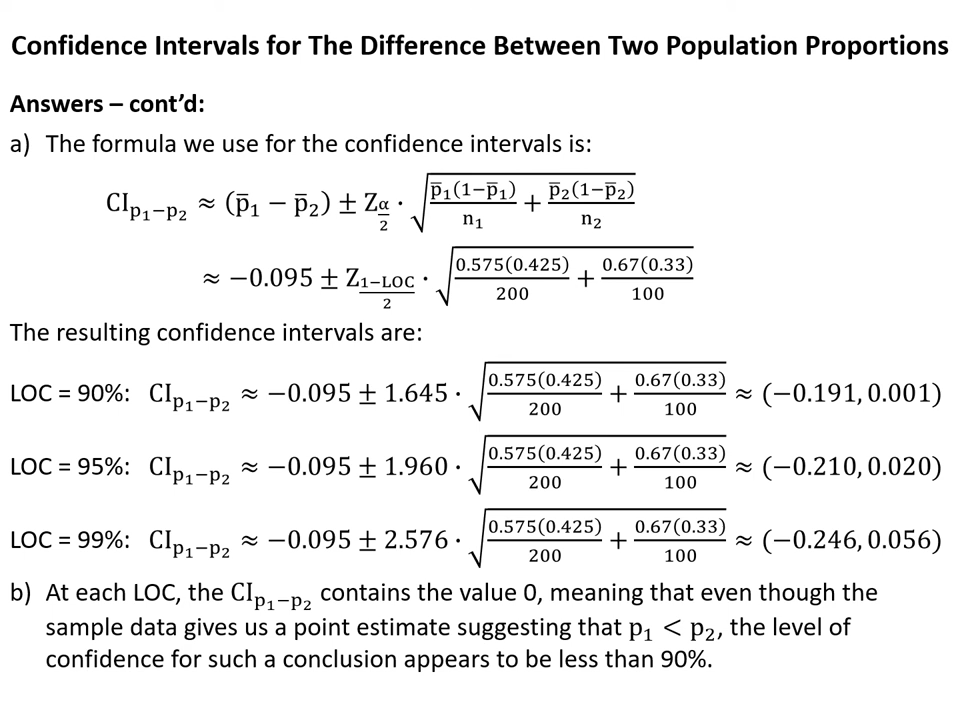 Confidence Intervals for The Difference Between Two Population Proportions
Answers – cont’d:
a) The formula we use for the confidence intervals is:
CI_{p₁−p₂} ≈ (p̅₁ − p̅₂) ± Z_{α/2} · √(p̅₁(1−p̅₁)/n₁ + p̅₂(1−p̅₂)/n₂)
≈ −0.095 ± Z_{(1−LOC)/2} · √(0.575(0.425)/200 + 0.67(0.33)/100)
The resulting confidence intervals are:
LOC = 90%: CI_{p₁−p₂} ≈ −0.095 ± 1.645 · √(0.575(0.425)/200 + 0.67(0.33)/100) ≈ (−0.191, 0.001)
LOC = 95%: CI_{p₁−p₂} ≈ −0.095 ± 1.960 · √(0.575(0.425)/200 + 0.67(0.33)/100) ≈ (−0.210, 0.020)
LOC = 99%: CI_{p₁−p₂} ≈ −0.095 ± 2.576 · √(0.575(0.425)/200 + 0.67(0.33)/100) ≈ (−0.246, 0.056)
b) At each LOC, the CI_{p₁−p₂} contains the value 0, meaning that even though the
sample data gives us a point estimate suggesting that p₁ < p₂, the level of
confidence for such a conclusion appears to be less than 90%.